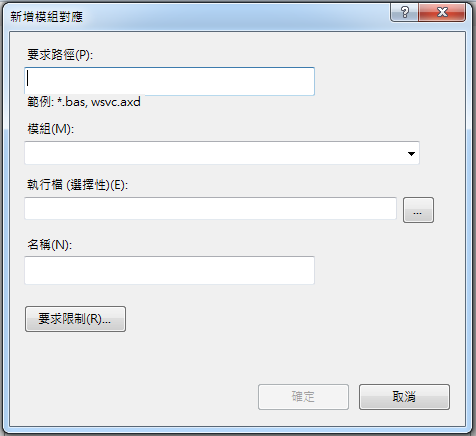 新增模組對應
要求路徑(P):
範例: *.bas, wsvc.axd
模組(M):
執行檔 (選擇性)(E):
...
名稱(N):
要求限制(R)...
確定
取消